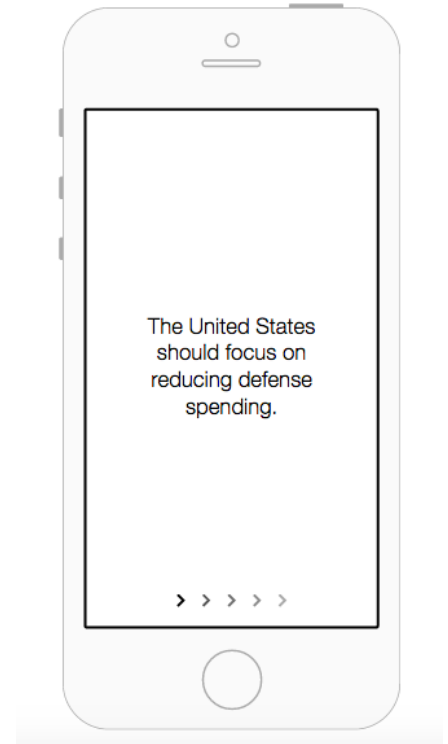 The United States
should focus on
reducing defense
spending.